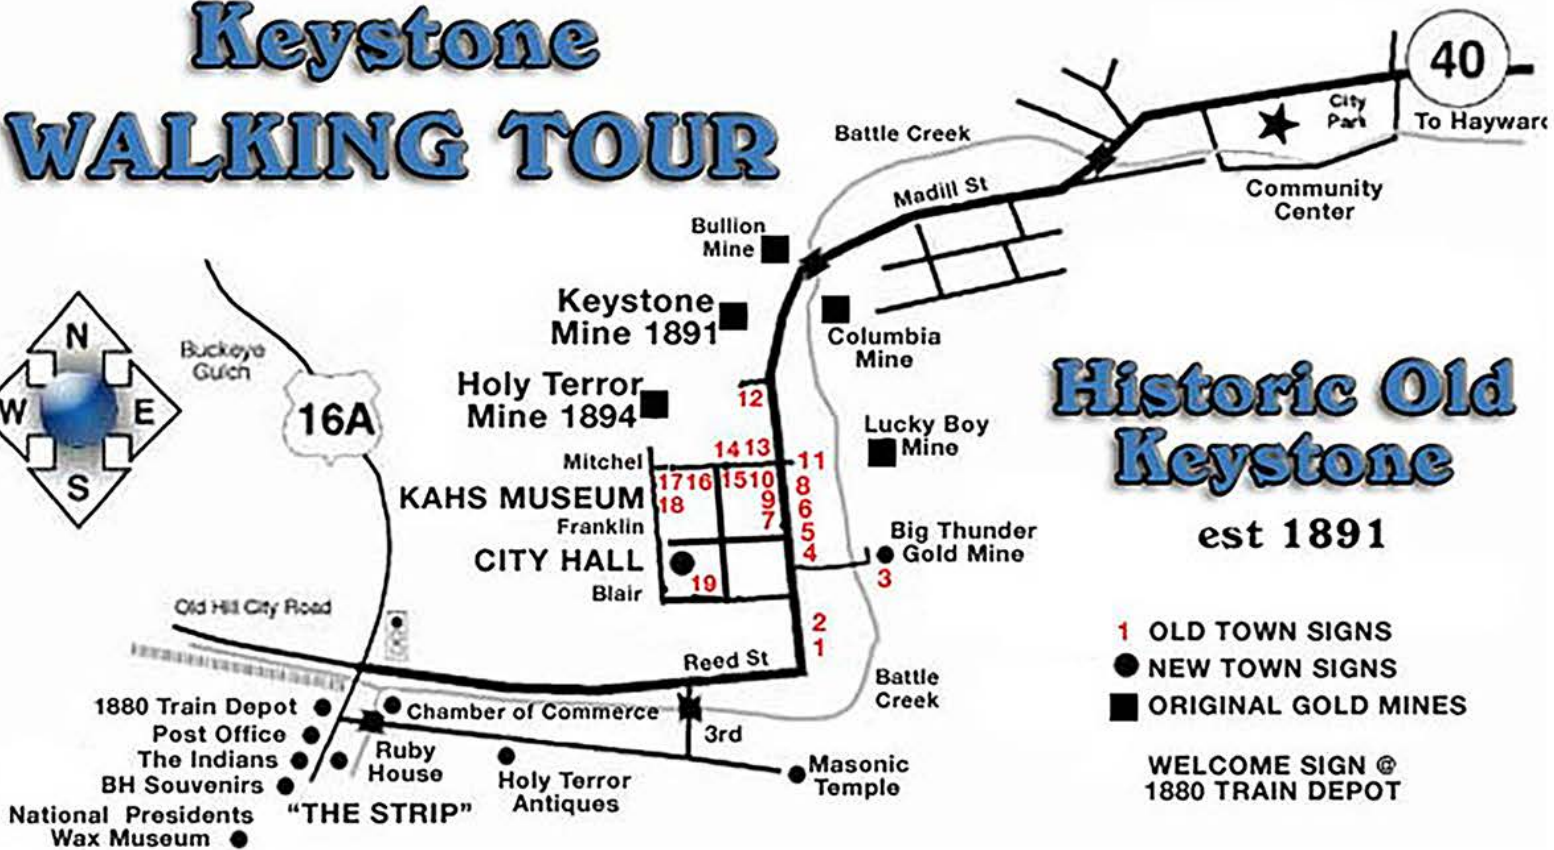 Keystone
WALKING TOUR
40
City
Park
To Hayward
Battle Creek
Madill St
Community
Center
Bullion
Mine
Keystone
Mine 1891
Columbia
Mine
N
W
E
S
Buckeye
Gulch
16A
Holy Terror
Mine 1894
12
Lucky Boy
Mine
Historic Old
Keystone
est 1891
Mitchel
14 13
11
KAHS MUSEUM
17 16 15 10
18
9
7
8
6
5
4
Franklin
CITY HALL
19
Blair
Big Thunder
Gold Mine
3
2
1
Old Hill City Road
Reed St
Battle
Creek
1 OLD TOWN SIGNS
NEW TOWN SIGNS
ORIGINAL GOLD MINES
WELCOME SIGN @
1880 TRAIN DEPOT
1880 Train Depot
Post Office
The Indians
BH Souvenirs
National Presidents
Wax Museum
Chamber of Commerce
Ruby
House
"THE STRIP"
3rd
Holy Terror
Antiques
Masonic
Temple